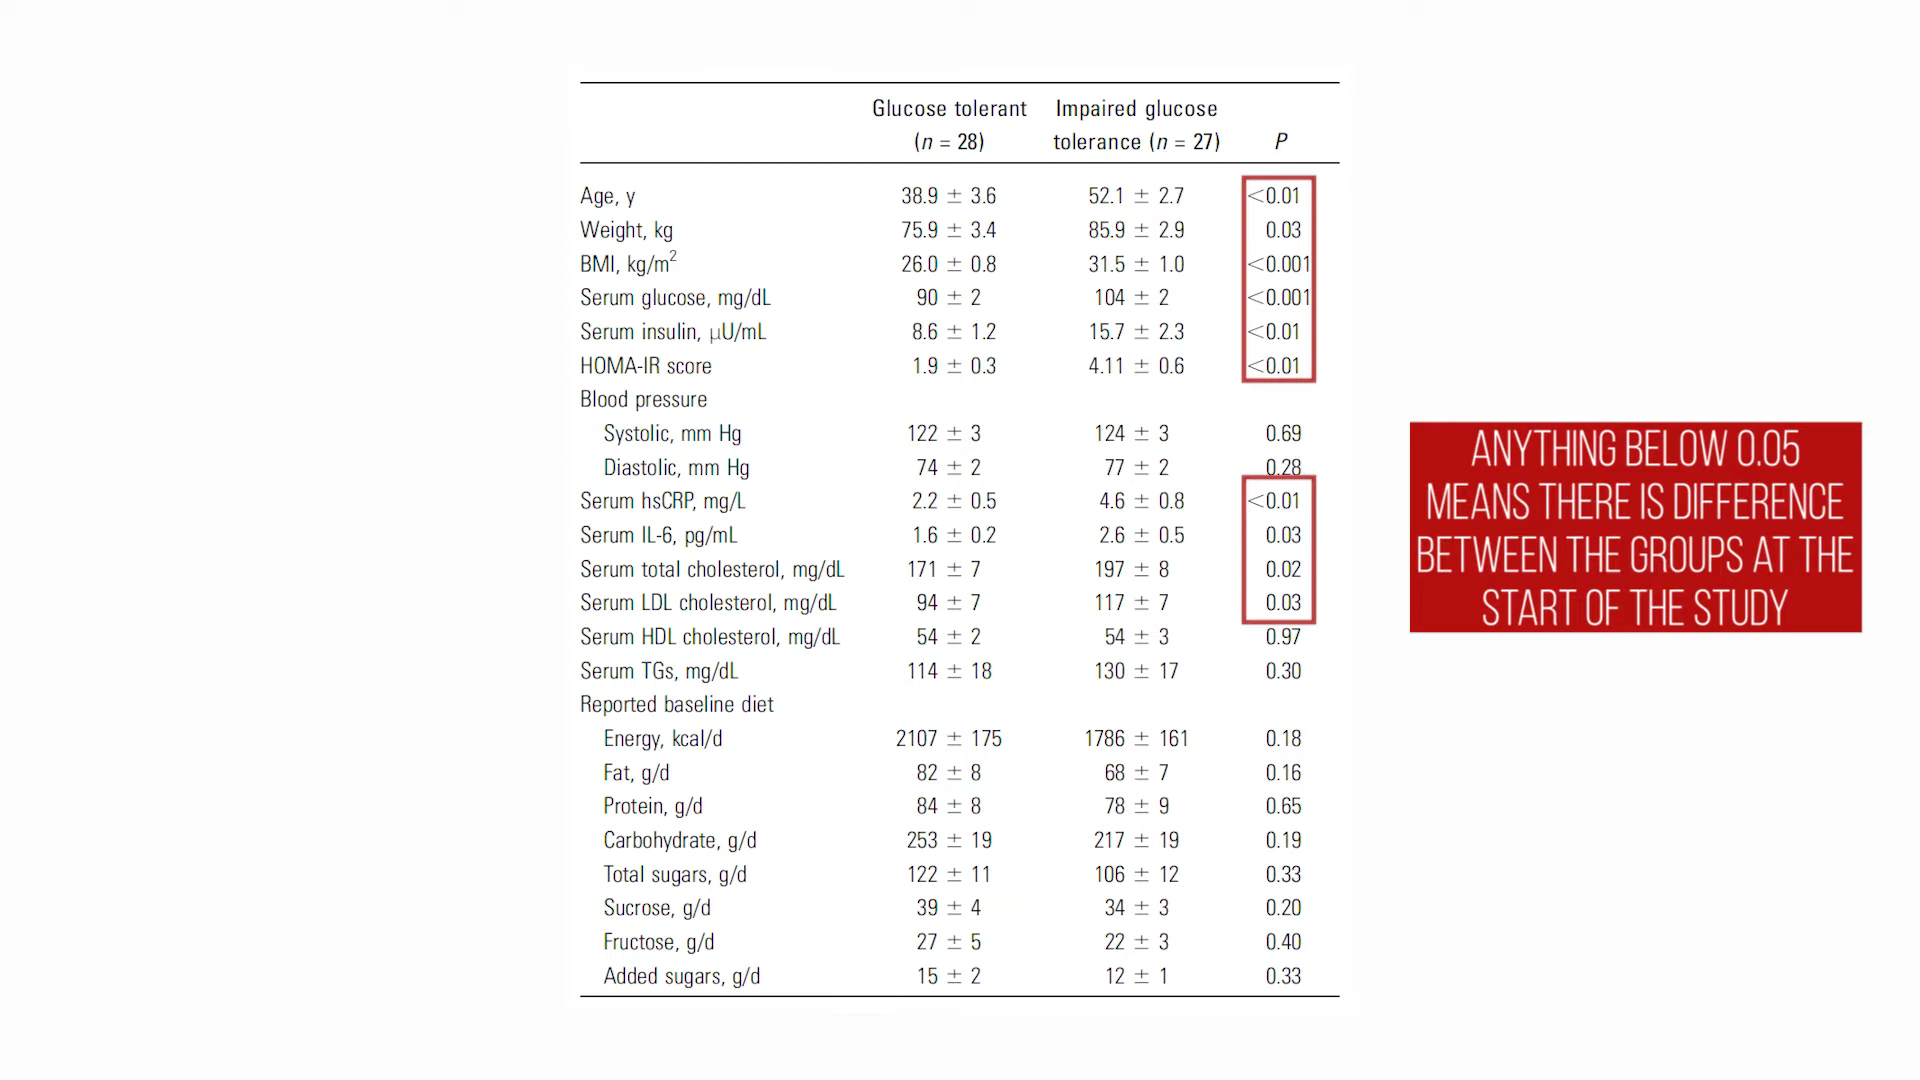 Glucose tolerant Impaired glucose
(n = 28) tolerance (n = 27) P
Age, y 38.9 ± 3.6 52.1 ± 2.7 <0.01
Weight, kg 75.9 ± 3.4 85.9 ± 2.9 0.03
BMI, kg/m² 26.0 ± 0.8 31.5 ± 1.0 <0.001
Serum glucose, mg/dL 90 ± 2 104 ± 2 <0.001
Serum insulin, μU/mL 8.6 ± 1.2 15.7 ± 2.3 <0.01
HOMA-IR score 1.9 ± 0.3 4.11 ± 0.6 <0.01
Blood pressure
Systolic, mm Hg 122 ± 3 124 ± 3 0.69
Diastolic, mm Hg 74 ± 2 77 ± 2 0.28
Serum hsCRP, mg/L 2.2 ± 0.5 4.6 ± 0.8 <0.01
Serum IL-6, pg/mL 1.6 ± 0.2 2.6 ± 0.5 0.03
Serum total cholesterol, mg/dL 171 ± 7 197 ± 8 0.02
Serum LDL cholesterol, mg/dL 94 ± 7 117 ± 7 0.03
Serum HDL cholesterol, mg/dL 54 ± 2 54 ± 3 0.97
Serum TGs, mg/dL 114 ± 18 130 ± 17 0.30
Reported baseline diet
Energy, kcal/d 2107 ± 175 1786 ± 161 0.18
Fat, g/d 82 ± 8 68 ± 7 0.16
Protein, g/d 84 ± 8 78 ± 9 0.65
Carbohydrate, g/d 253 ± 19 217 ± 19 0.19
Total sugars, g/d 122 ± 11 106 ± 12 0.33
Sucrose, g/d 39 ± 4 34 ± 3 0.20
Fructose, g/d 27 ± 5 22 ± 3 0.40
Added sugars, g/d 15 ± 2 12 ± 1 0.33
ANYTHING BELOW 0.05
MEANS THERE IS DIFFERENCE
BETWEEN THE GROUPS AT THE
START OF THE STUDY